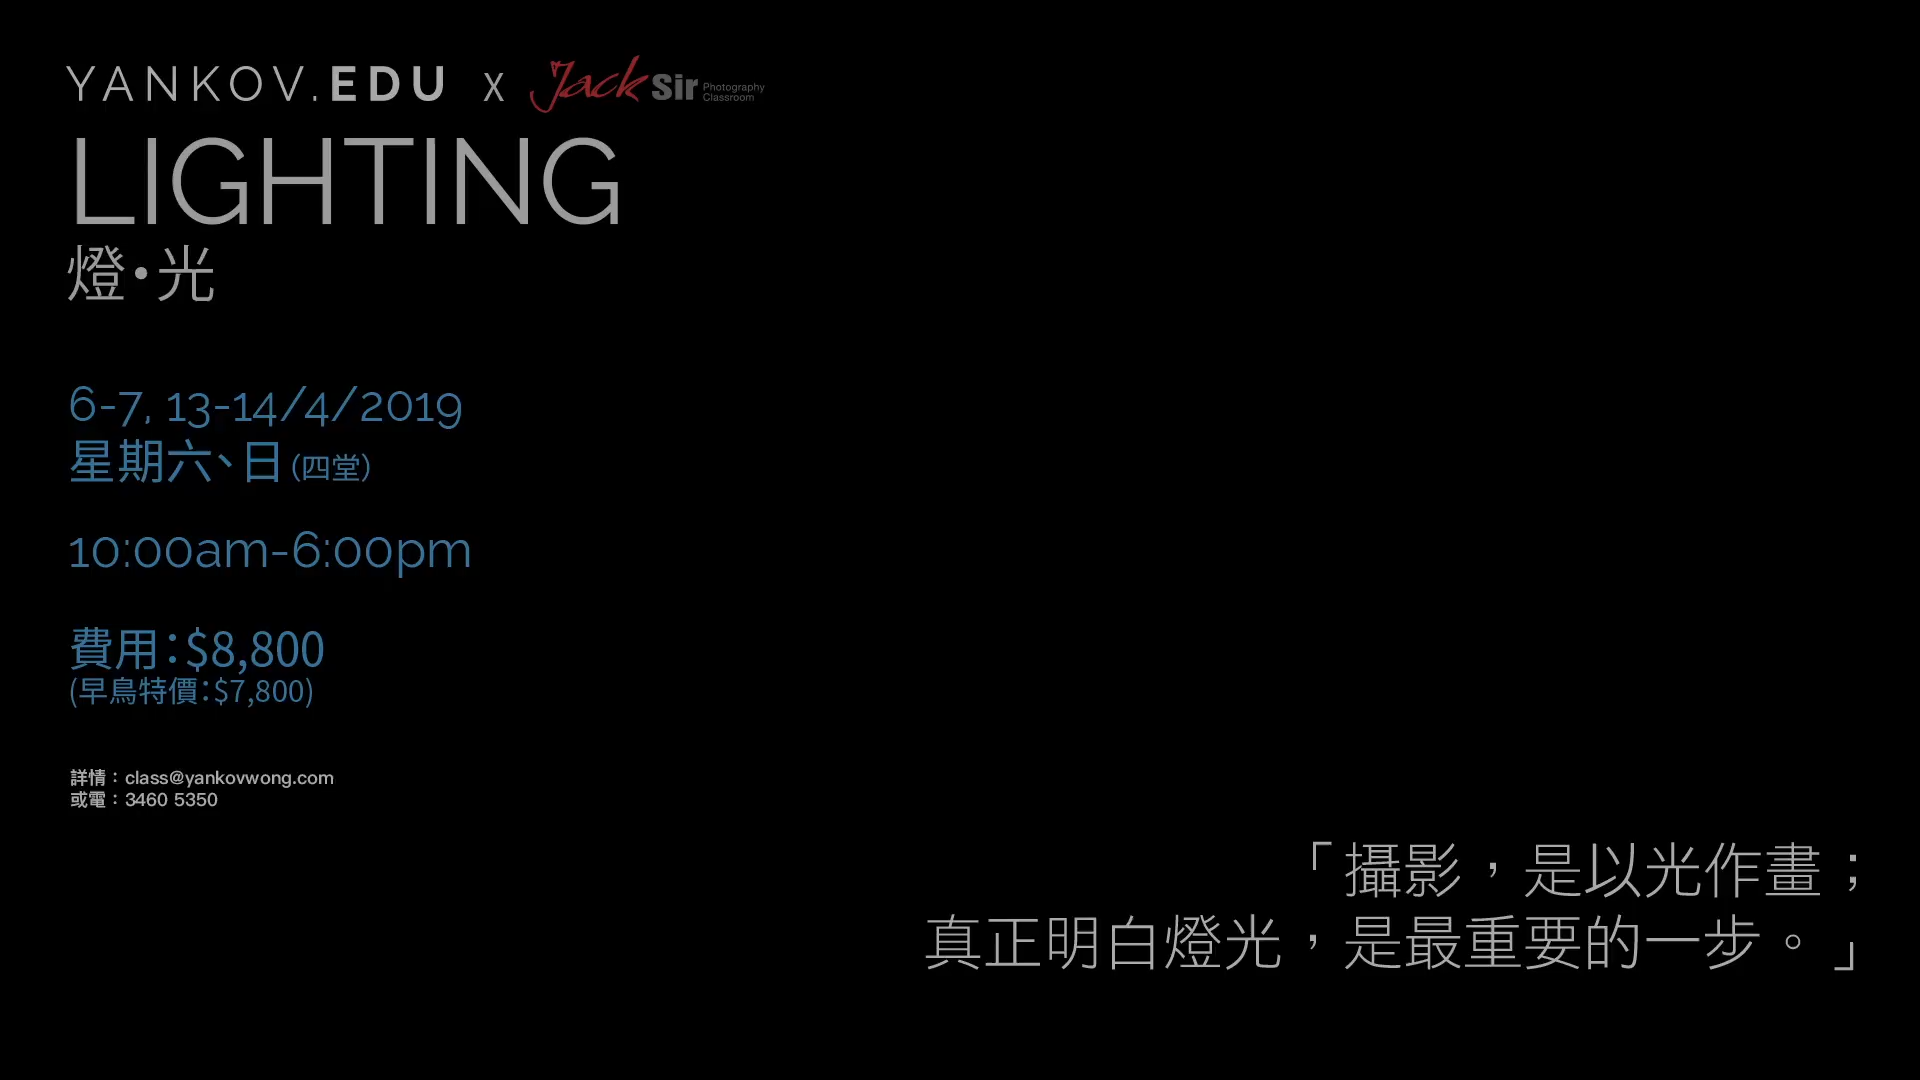 YANKOV.EDU X Jack Sir Photography Classroom
LIGHTING
燈·光
6-7, 13-14/4/2019
星期六、日(四堂)
10:00am-6:00pm
費用:$8,800
(早鳥特價:$7,800)
詳情:class@yankovwong.com
或電:3460 5350
「攝影,是以光作畫;
真正明白燈光,是最重要的一步。」